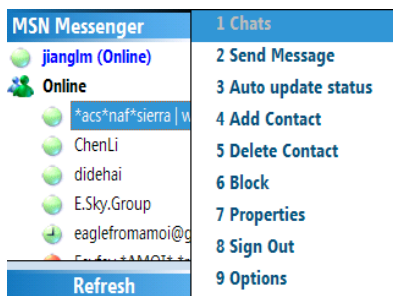 MSN Messenger
jianglm (Online)
Online
*acs*naf*sierra | w
ChenLi
didehai
E.Sky.Group
eaglefromamoi@g
Refresh
1 Chats
2 Send Message
3 Auto update status
4 Add Contact
5 Delete Contact
6 Block
7 Properties
8 Sign Out
9 Options